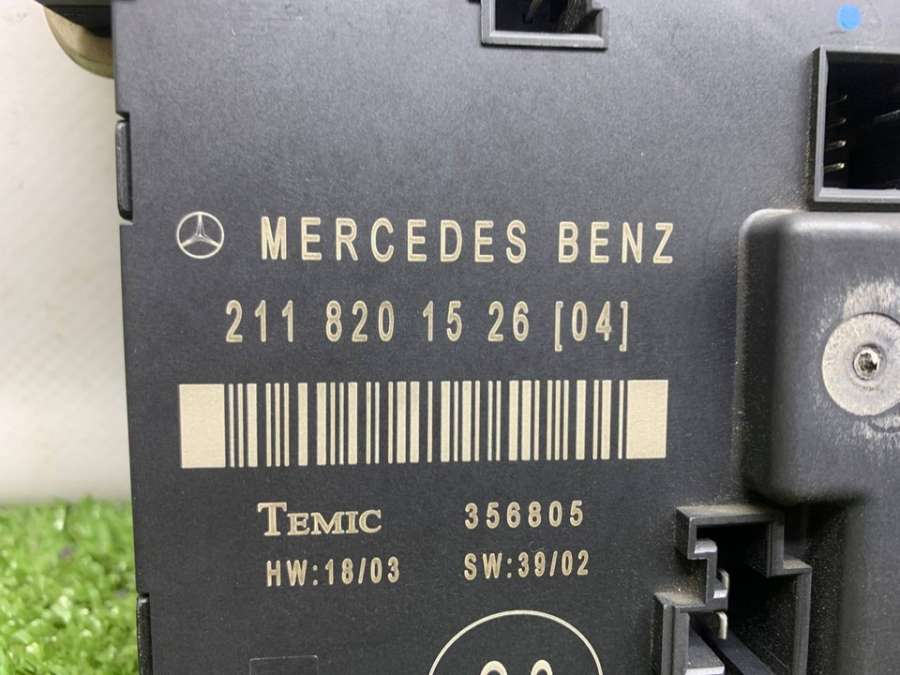 MERCEDES BENZ
211 820 15 26 [04]
TEMIC 356805
HW:18/03 SW:39/02